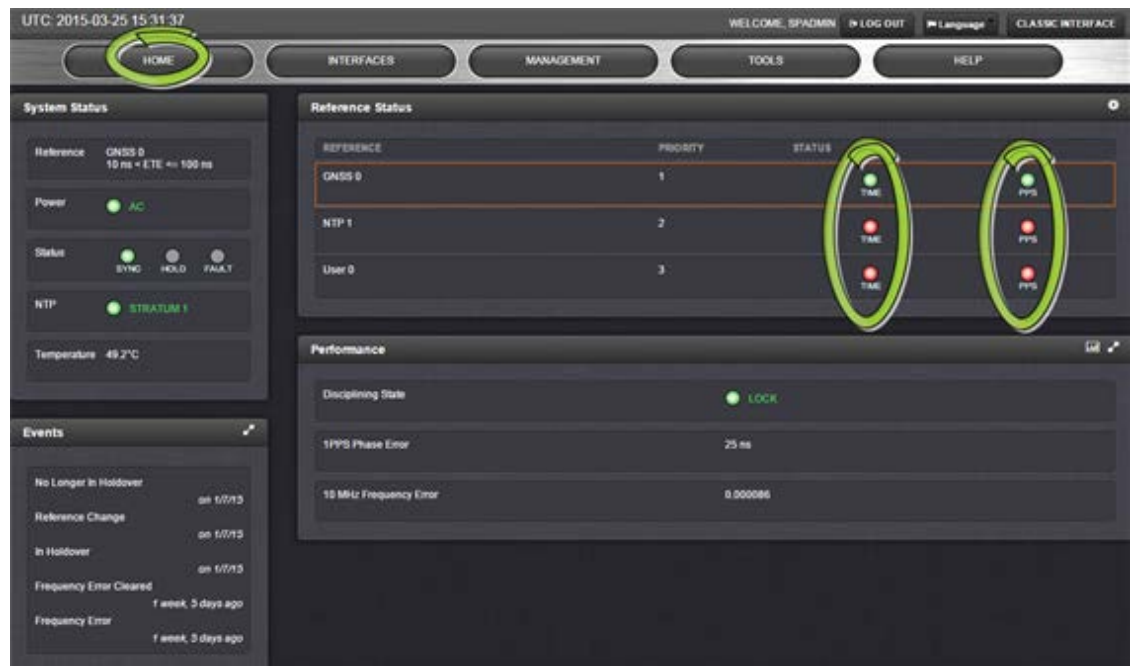 UTC: 2015-03-25 15:31:37
WELCOME, SPADMIN LOG OUT Language CLASSIC INTERFACE
HOME INTERFACES MANAGEMENT TOOLS HELP
System Status
Reference GNSS 0
10 ns < ETE <= 100 ns
Power AC
Status
SYNC HOLD FAULT
NTP STRATUM 1
Temperature 49.2°C
Events
No Longer In Holdover
on 1/7/13
Reference Change
on 1/7/13
In Holdover
on 1/7/13
Frequency Error Cleared
1 week, 3 days ago
Frequency Error
1 week, 3 days ago
Reference Status
REFERENCE PRIORITY STATUS
GNSS 0 1 TIME PPS
NTP 1 2 TIME PPS
User 0 3 TIME PPS
Performance
Disciplining State LOCK
1PPS Phase Error 25 ns
10 MHz Frequency Error 0.000086